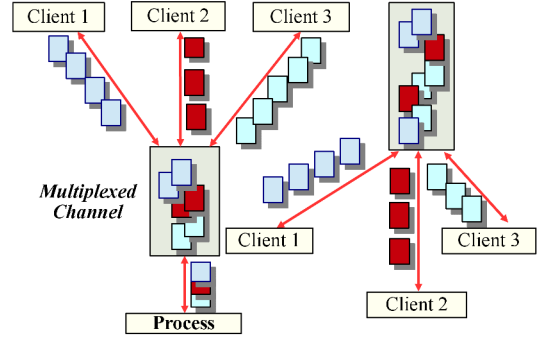 Client 1
Client 2
Client 3
Multiplexed
Channel
Process
Client 1
Client 3
Client 2